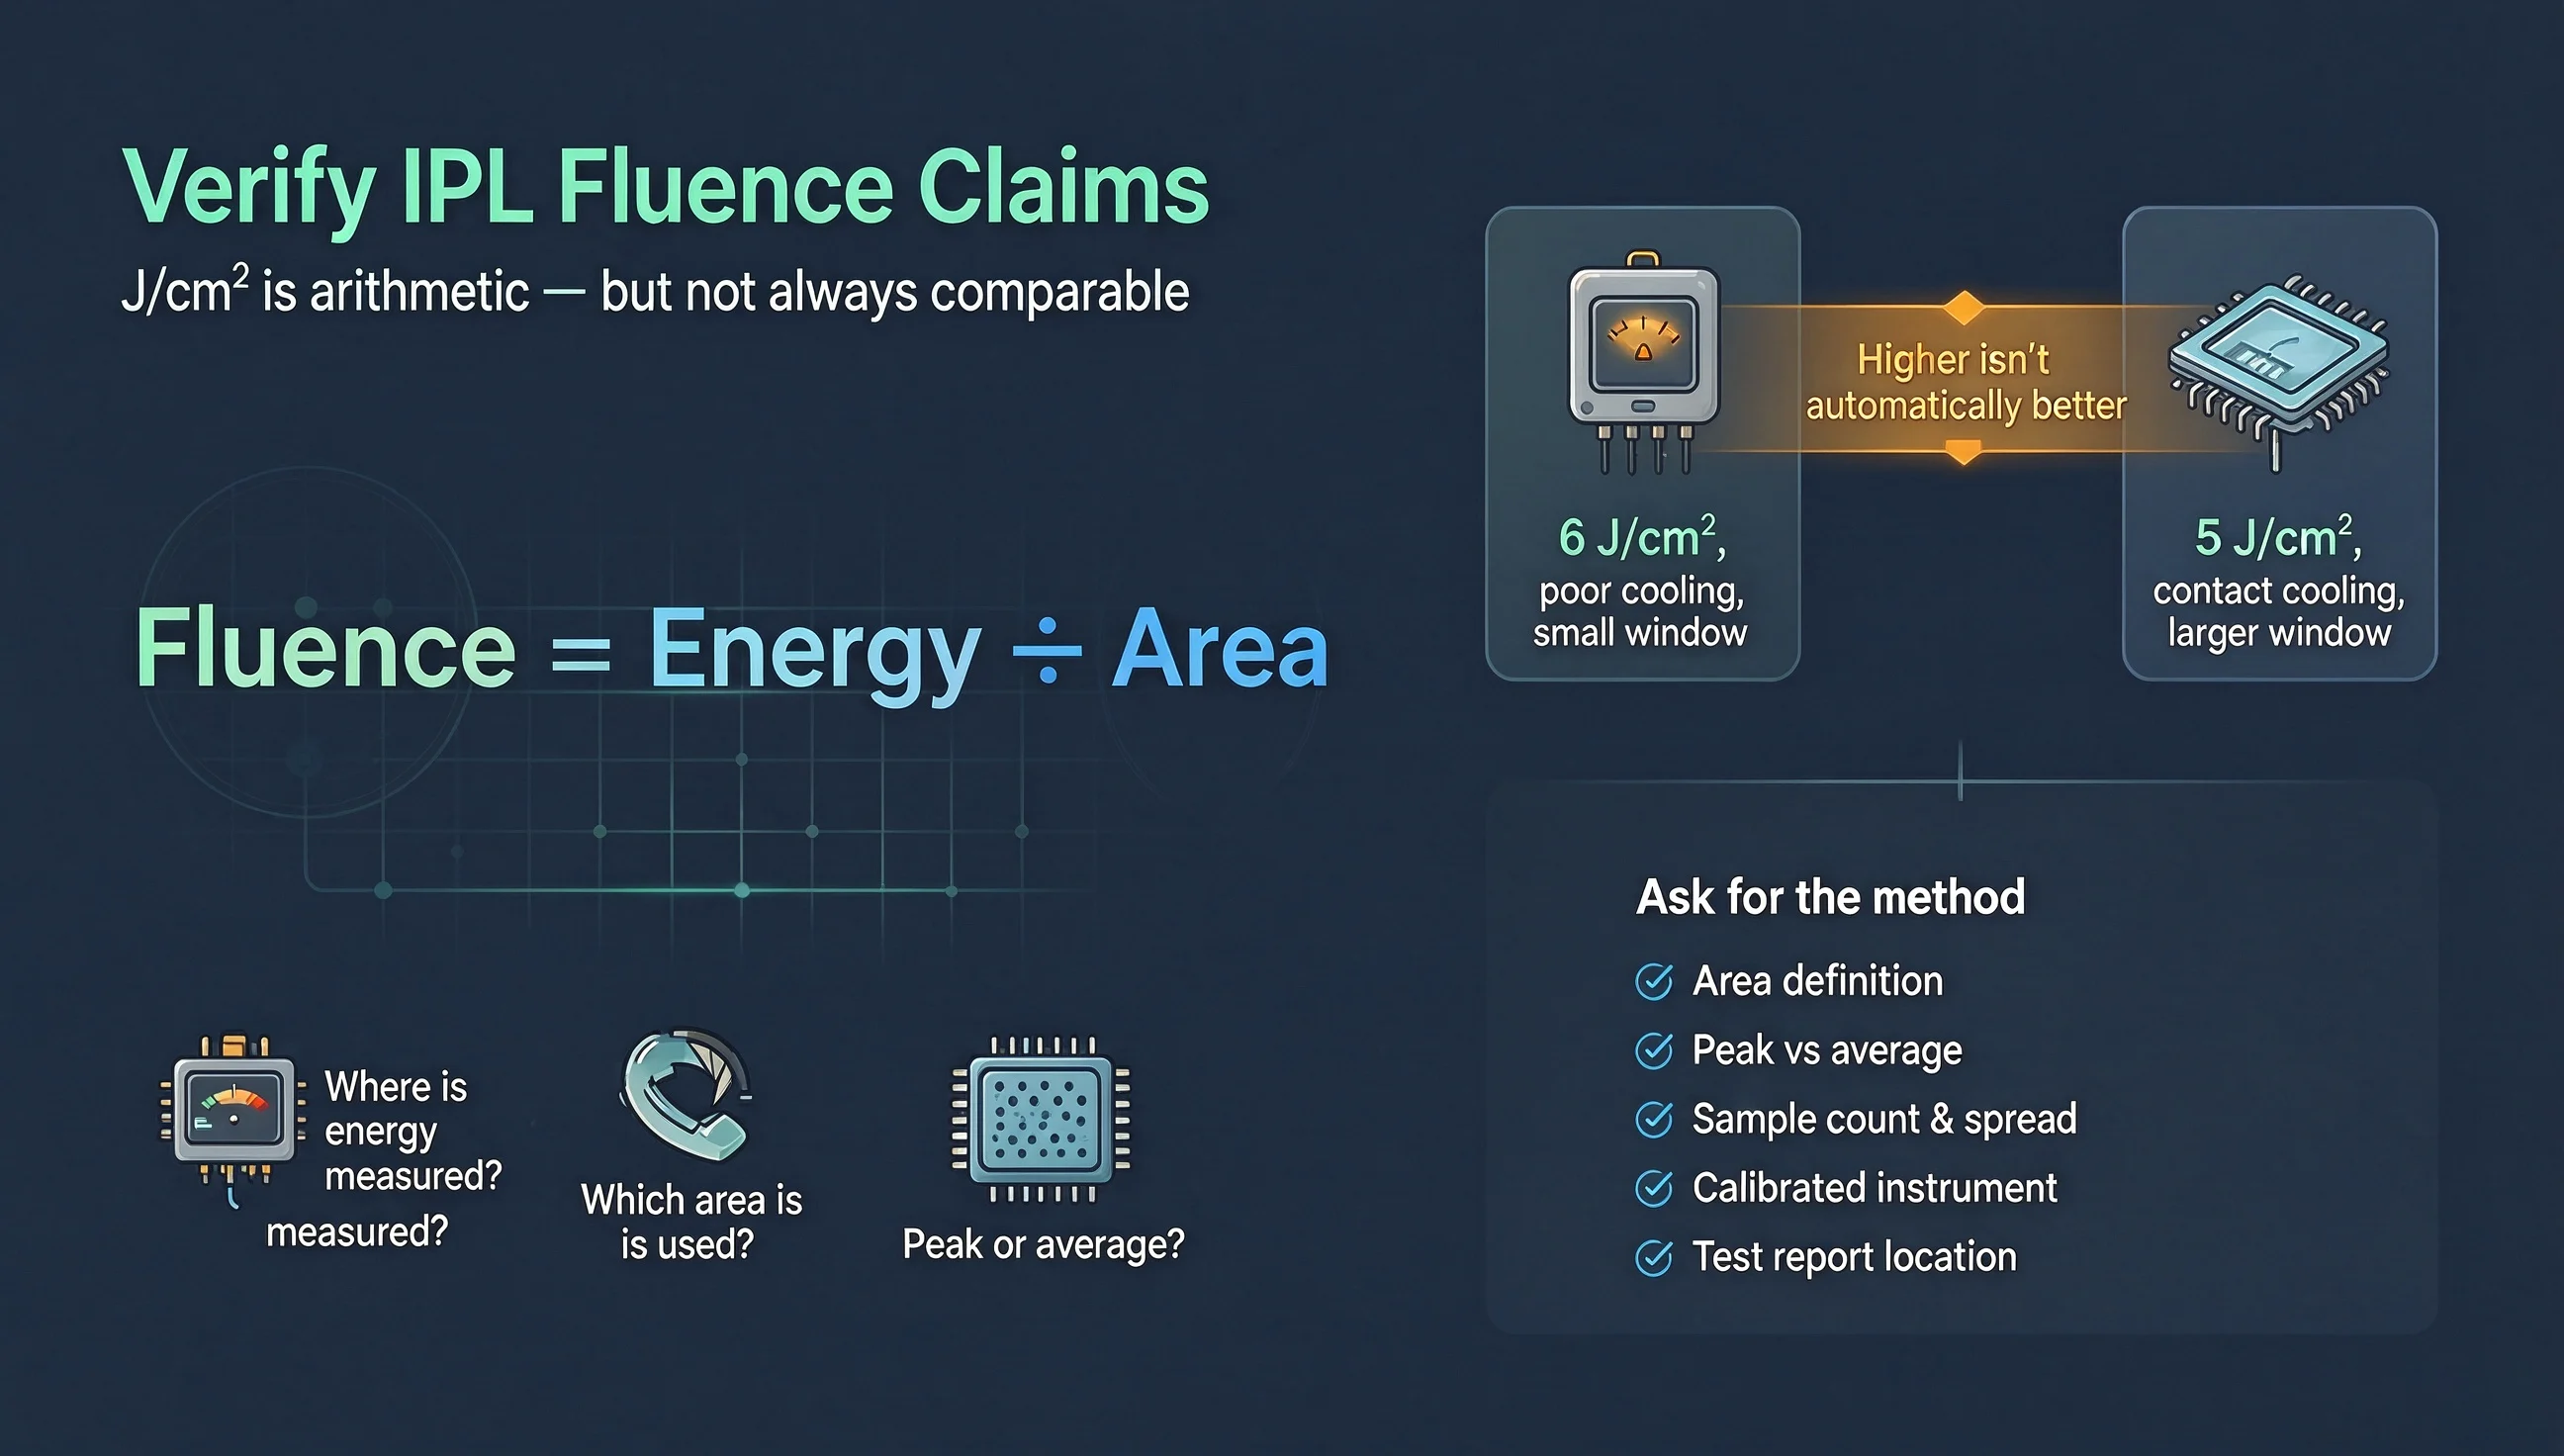 Verify IPL Fluence Claims
J/cm² is arithmetic — but not always comparable
Fluence = Energy ÷ Area
Where is
energy
measured?
measured?
Which area is
is used?
Peak or average?
Higher isn't
automatically better
6 J/cm²,
poor cooling,
small window
5 J/cm²,
contact cooling,
larger window
Ask for the method
Area definition
Peak vs average
Sample count & spread
Calibrated instrument
Test report location